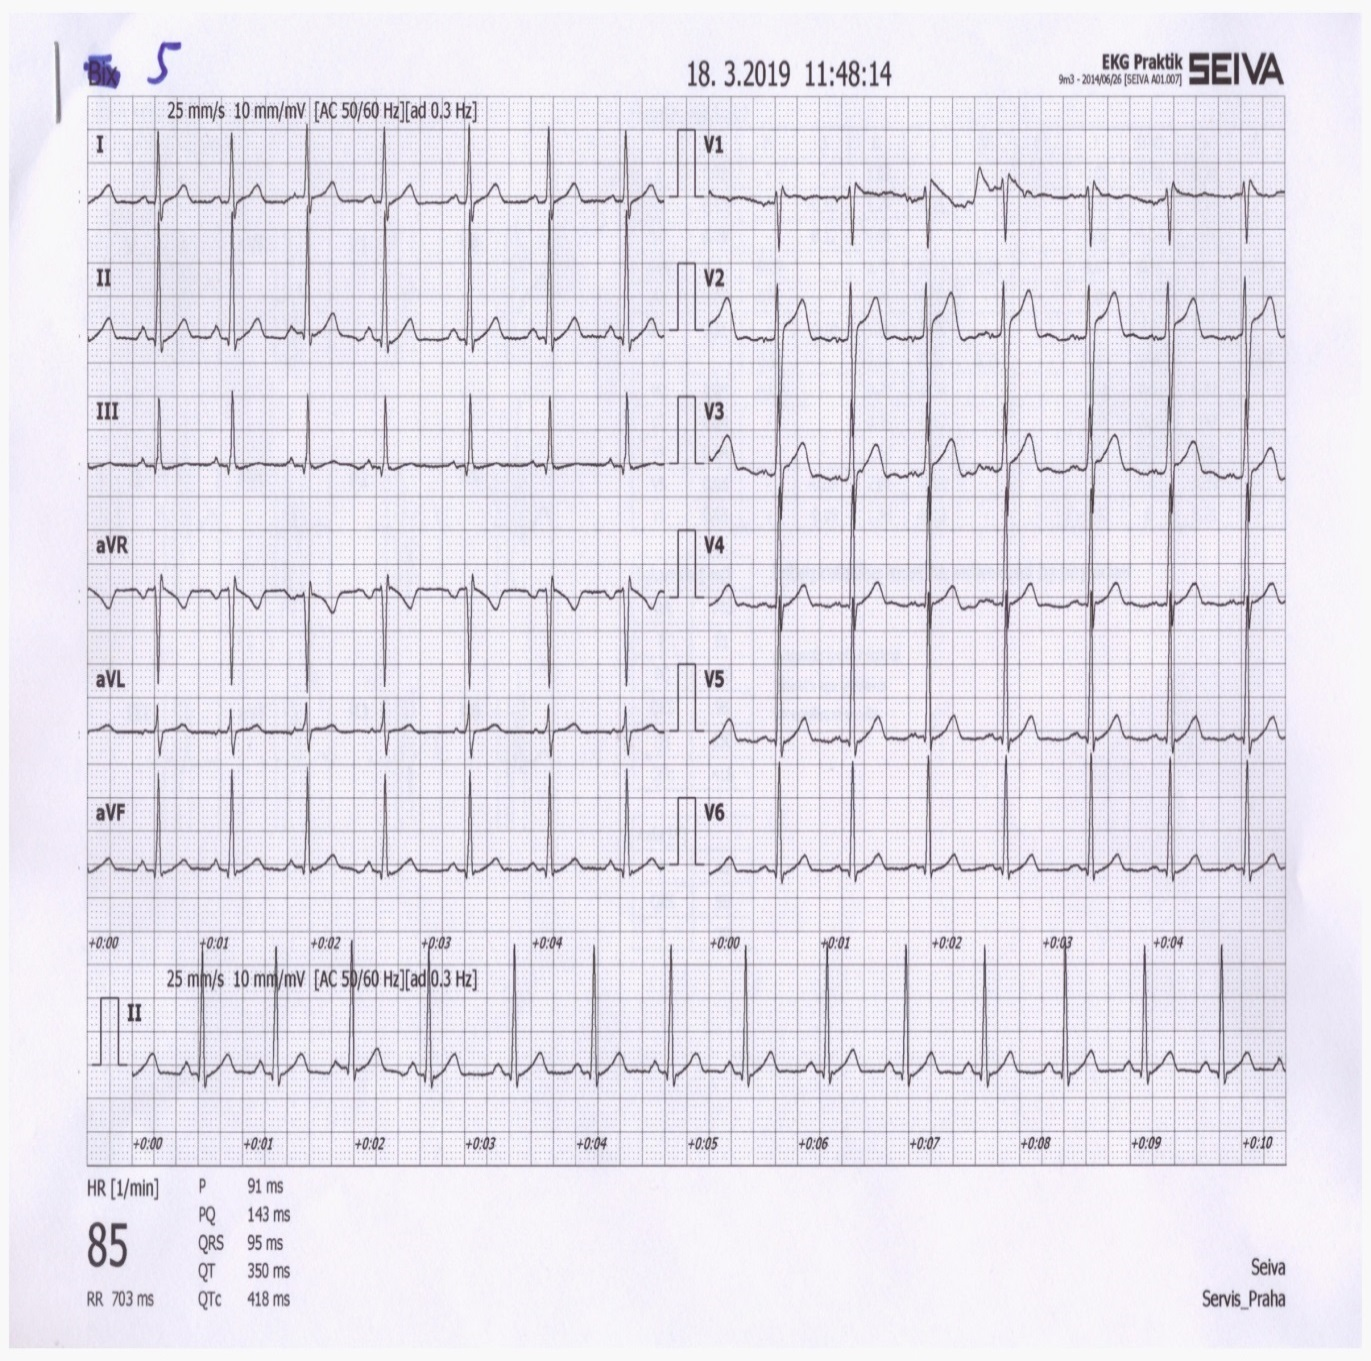 Bix 5
18. 3.2019 11:48:14
EKG Praktik SEIVA
9m3 - 2014/06/26 [SEIVA A01.007]
25 mm/s 10 mm/mV [AC 50/60 Hz][ad 0.3 Hz]
I
V1
II
V2
III
V3
aVR
V4
aVL
V5
aVF
V6
+0:00 +0:01 +0:02 +0:03 +0:04 +0:00 +0:01 +0:02 +0:03 +0:04
25 mm/s 10 mm/mV [AC 50/60 Hz][ad 0.3 Hz]
II
+0:00 +0:01 +0:02 +0:03 +0:04 +0:05 +0:06 +0:07 +0:08 +0:09 +0:10
HR [1/min]
85
RR 703 ms
P 91 ms
PQ 143 ms
QRS 95 ms
QT 350 ms
QTc 418 ms
Seiva
Servis_Praha